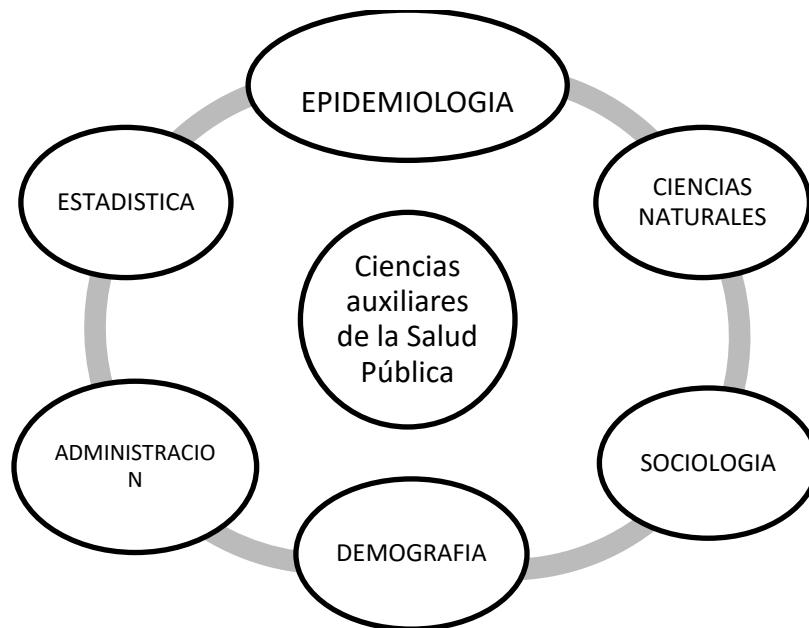 EPIDEMIOLOGIA
CIENCIAS
NATURALES
SOCIOLOGIA
DEMOGRAFIA
ADMINISTRACIO
N
ESTADISTICA
Ciencias
auxiliares
de la Salud
Pública